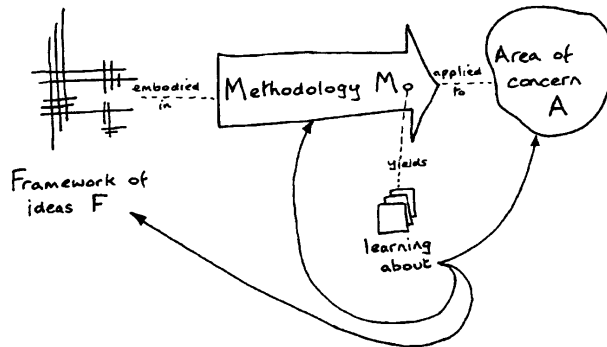 Framework of
ideas F
embodied
in
Methodology M
applied
to
Area of
concern
A
yields
learning
about